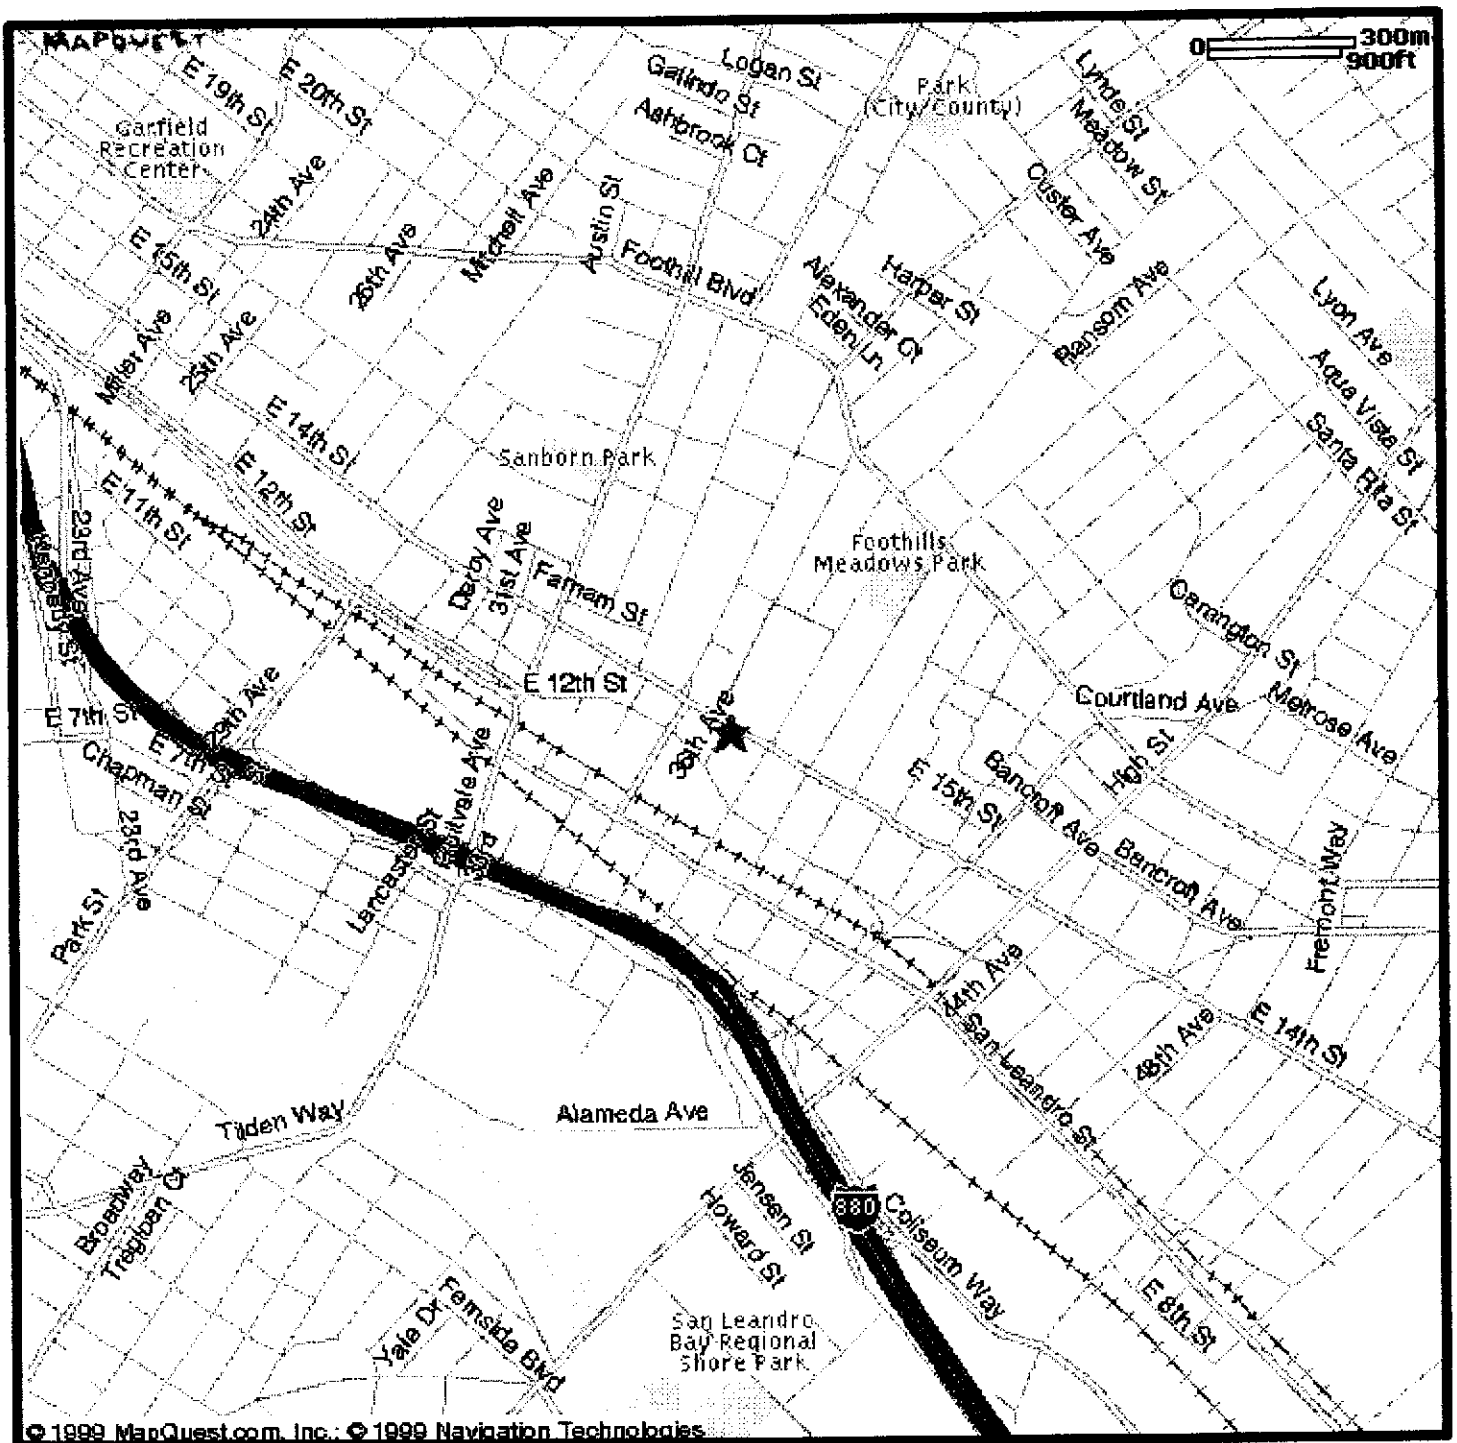 MAPQUEST
0 300m
900ft
E 19th St
E 20th St
Galindo St
Logan St
Ashbrook Ct
Park
(City/County)
Lynde St
Meadow St
Garfield
Recreation
Center
24th Ave
26th Ave
Mitchell Ave
Austin St
Foothill Blvd
Custer Ave
E 15th St
Alexander Ct
Eden Ln
Harper St
Ransom Ave
Lyon Ave
Miller Ave
25th Ave
Aqua Vista St
Santa Rita St
E 14th St
Sanborn Park
E 12th St
E 11th St
23rd Ave
Derby Ave
31st Ave
Farnam St
Foothills
Meadows Park
Carrington St
E 12th St
36th Ave
Courtland Ave
Melrose Ave
E 7th St
29th Ave
E 7th St
Chapman St
High St
E 15th St
Bancroft Ave
Bancroft Ave
23rd Ave
Park St
Fremont Way
44th Ave
San Leandro St
48th Ave
E 14th St
Tilden Way
Alameda Ave
Broadway
Tregloan Ct
Jensen St
Howard St
880
Coliseum Way
Yale Dr
Fernside Blvd
E 8th St
San Leandro
Bay Regional
Shore Park
© 1999 MapQuest.com, Inc.; © 1999 Navigation Technologies